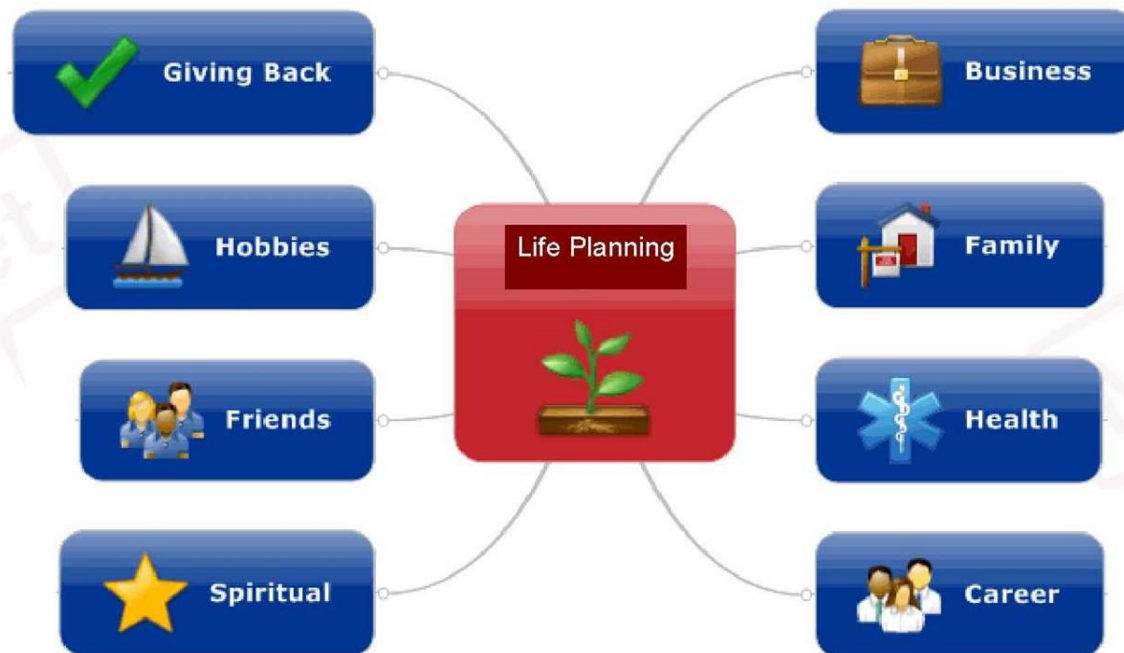 Giving Back
Business
Life Planning
Hobbies
Family
Friends
Health
Spiritual
Career